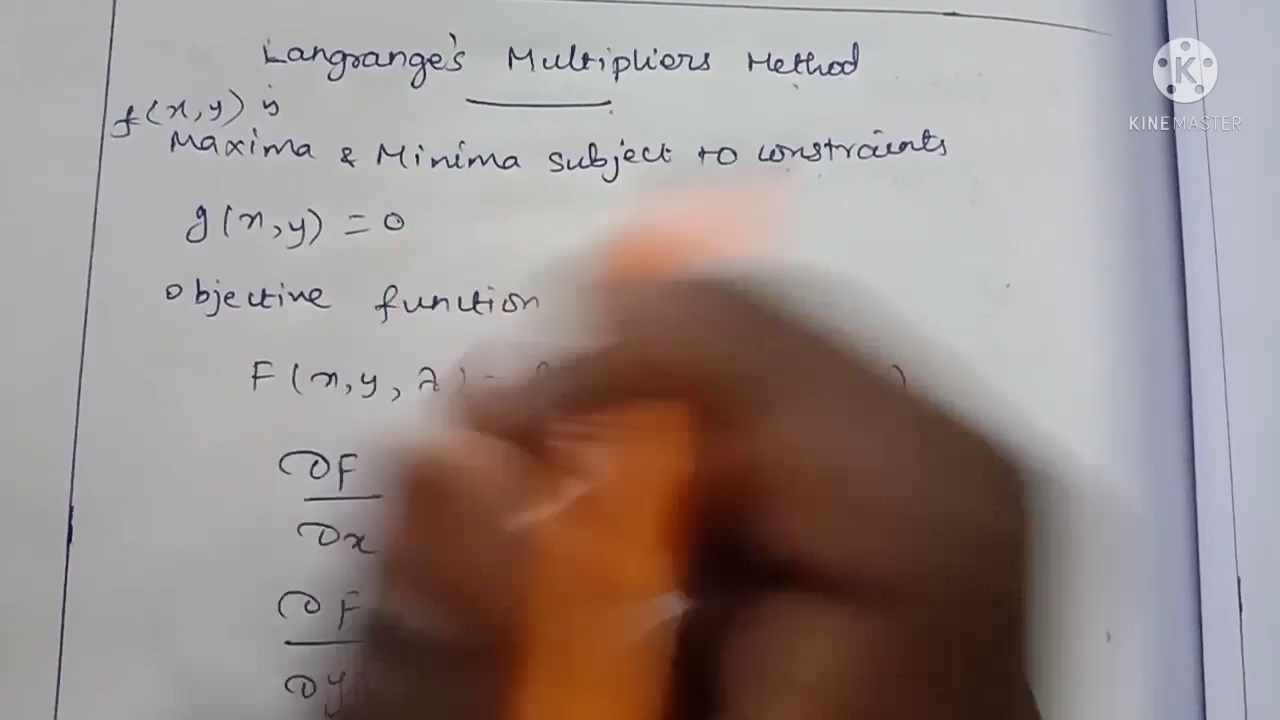 Langrange's Multipliers Method
f(x,y) is
Maxima & Minima subject to constraints
g(x,y) = 0
Objective function
F(x,y,λ)
∂F
∂x
∂F
∂y
K
KINEMASTER